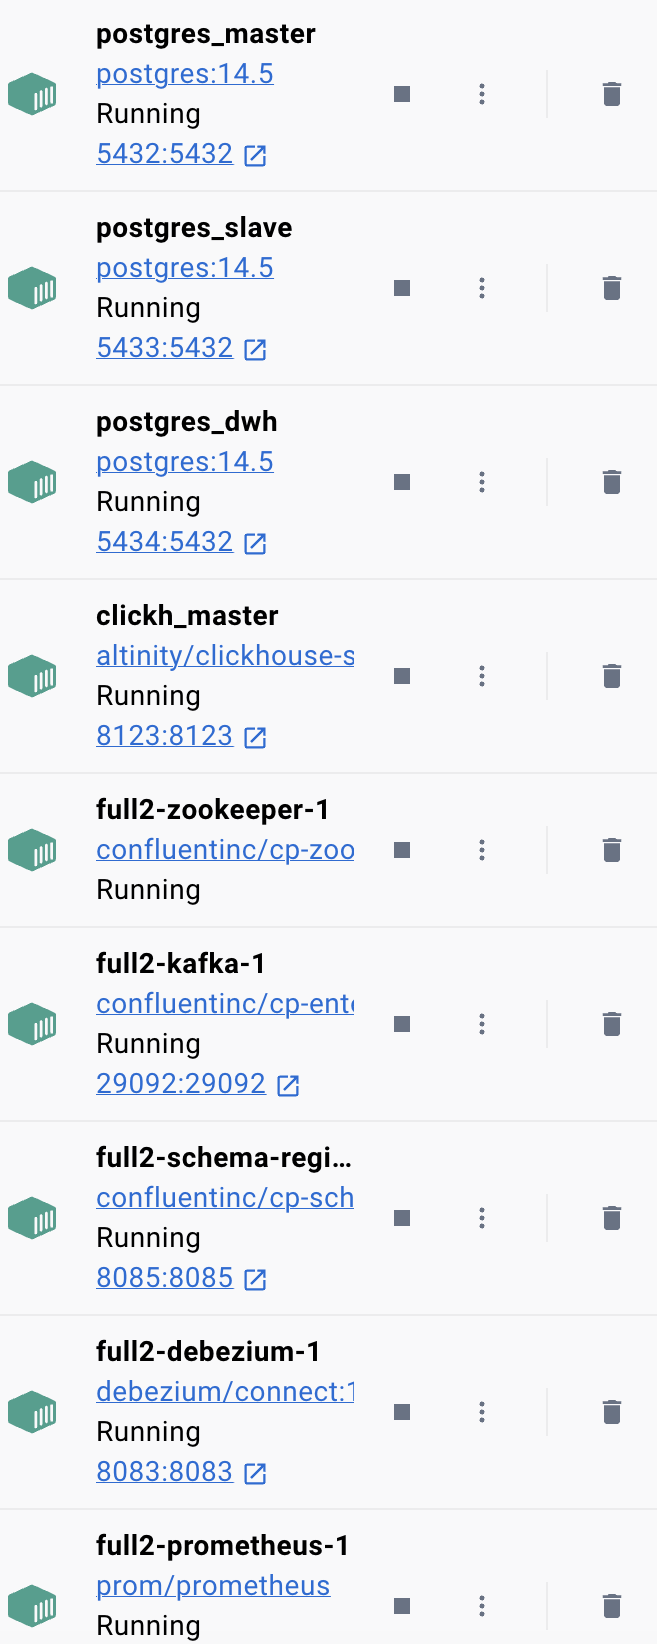 postgres_master
postgres:14.5
Running
5432:5432
postgres_slave
postgres:14.5
Running
5433:5432
postgres_dwh
postgres:14.5
Running
5434:5432
clickh_master
altinity/clickhouse-s
Running
8123:8123
full2-zookeeper-1
confluentinc/cp-zoo
Running
full2-kafka-1
confluentinc/cp-ente
Running
29092:29092
full2-schema-regi...
confluentinc/cp-sch
Running
8085:8085
full2-debezium-1
debezium/connect:1
Running
8083:8083
full2-prometheus-1
prom/prometheus
Running